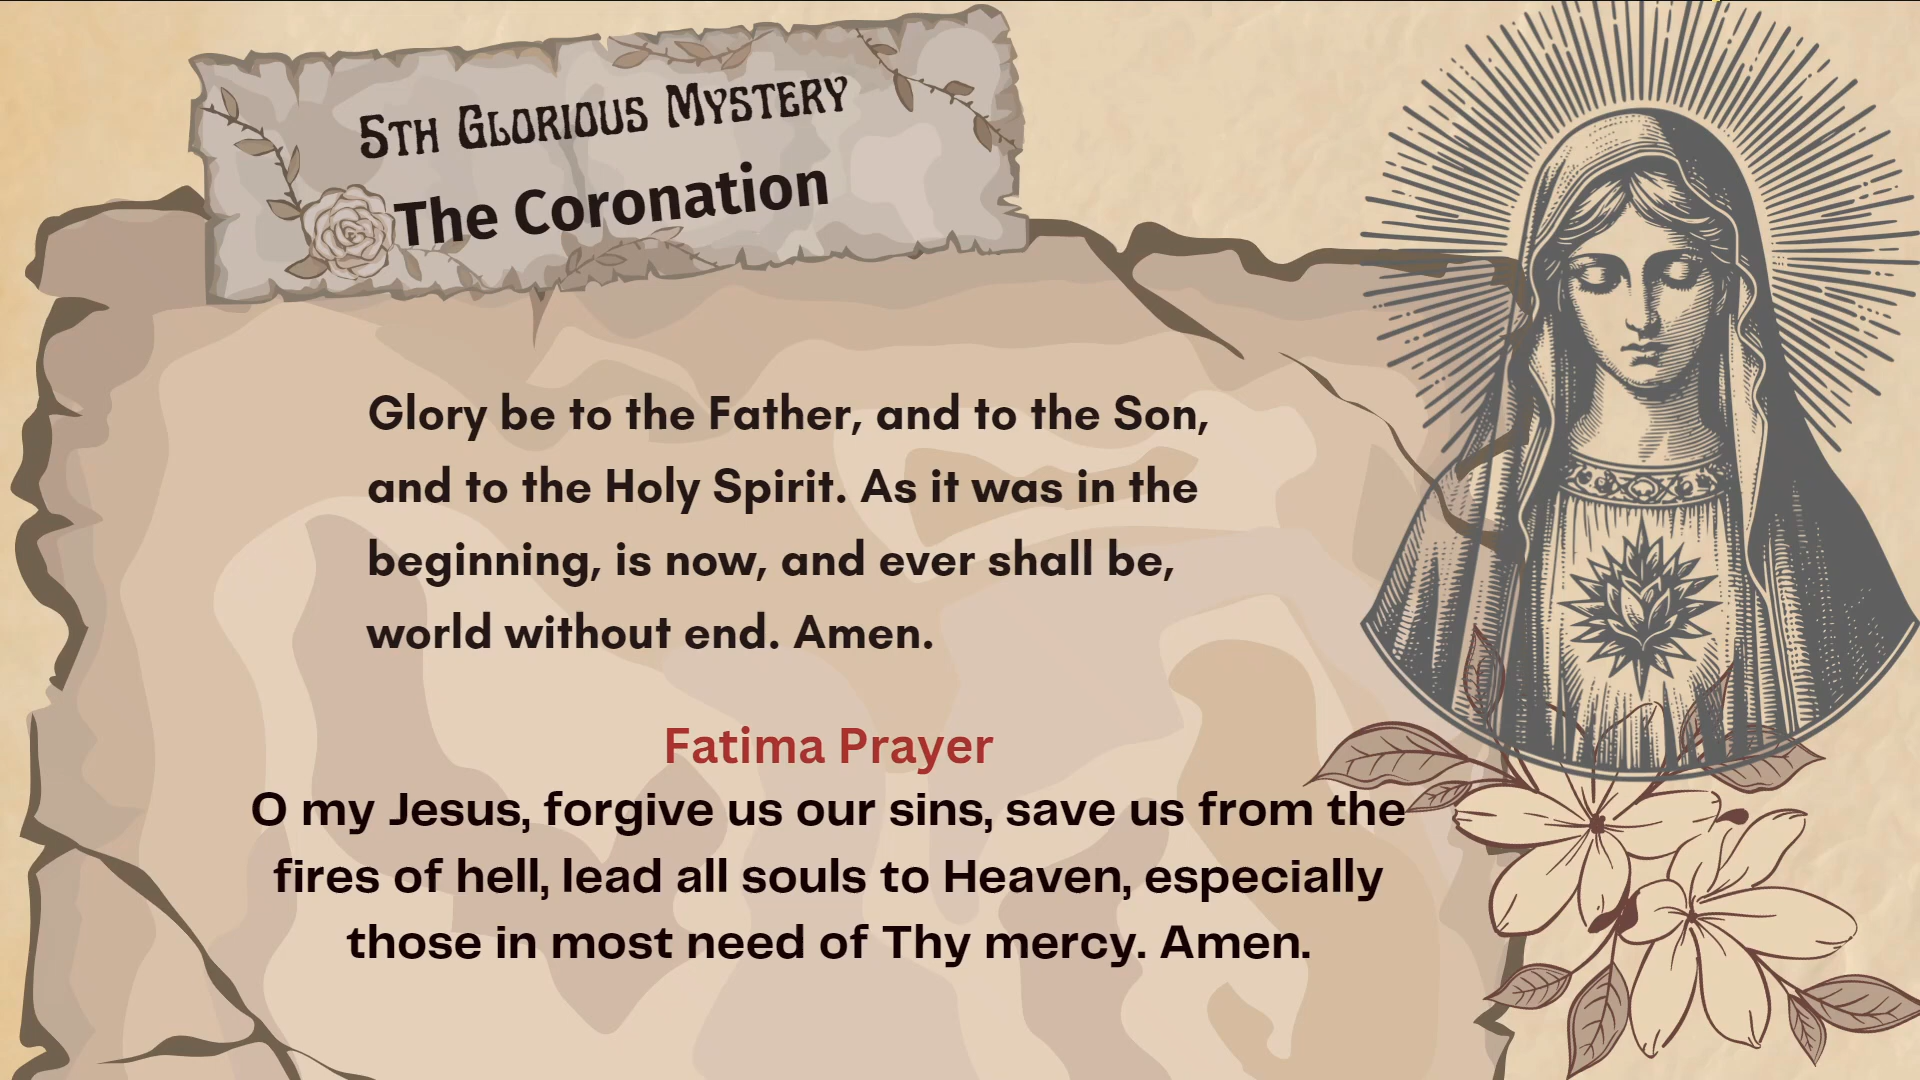 5th Glorious Mystery
The Coronation
Glory be to the Father, and to the Son,
and to the Holy Spirit. As it was in the
beginning, is now, and ever shall be,
world without end. Amen.
Fatima Prayer
O my Jesus, forgive us our sins, save us from the
fires of hell, lead all souls to Heaven, especially
those in most need of Thy mercy. Amen.